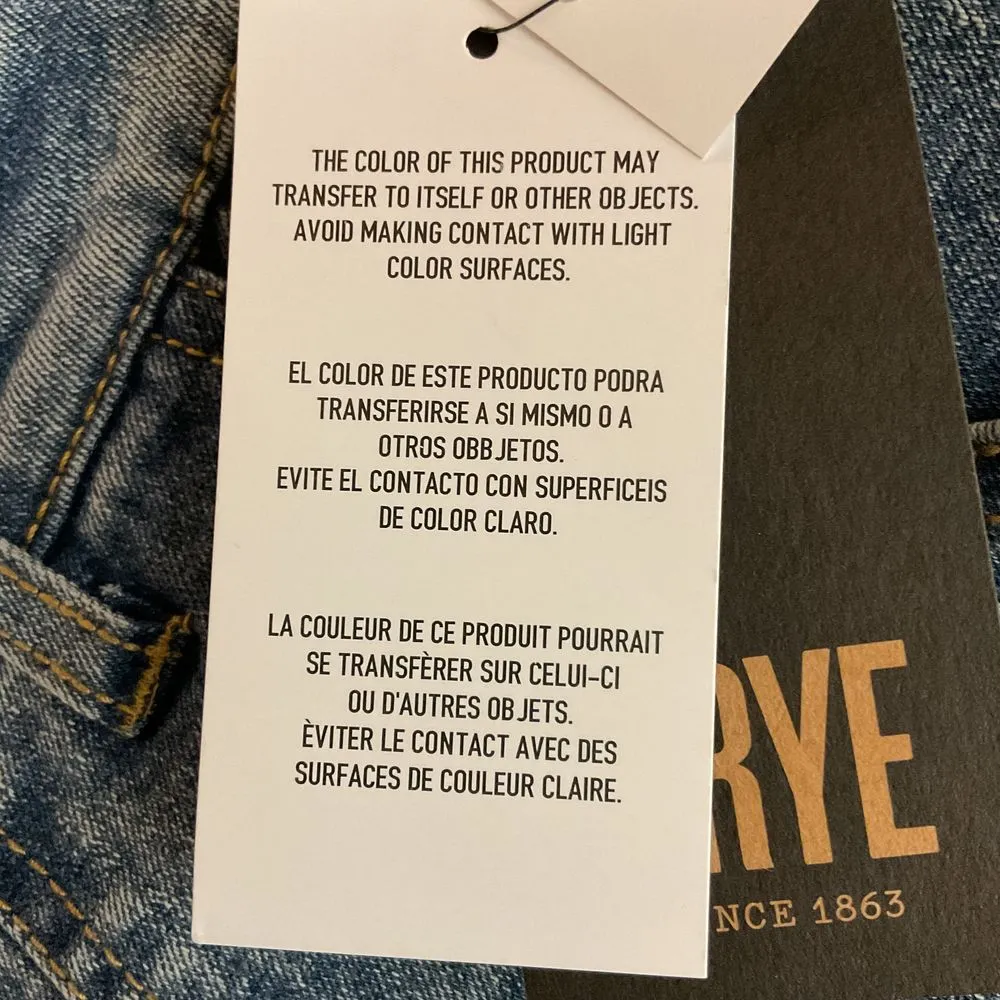 THE COLOR OF THIS PRODUCT MAY
TRANSFER TO ITSELF OR OTHER OBJECTS.
AVOID MAKING CONTACT WITH LIGHT
COLOR SURFACES.
EL COLOR DE ESTE PRODUCTO PODRA
TRANSFERIRSE A SI MISMO O A
OTROS OBBJETOS.
EVITE EL CONTACTO CON SUPERFICEIS
DE COLOR CLARO.
LA COULEUR DE CE PRODUIT POURRAIT
SE TRANSFÈRER SUR CELUI-CI
OU D'AUTRES OBJETS.
ÈVITER LE CONTACT AVEC DES
SURFACES DE COULEUR CLAIRE.
RYE
NCE 1863